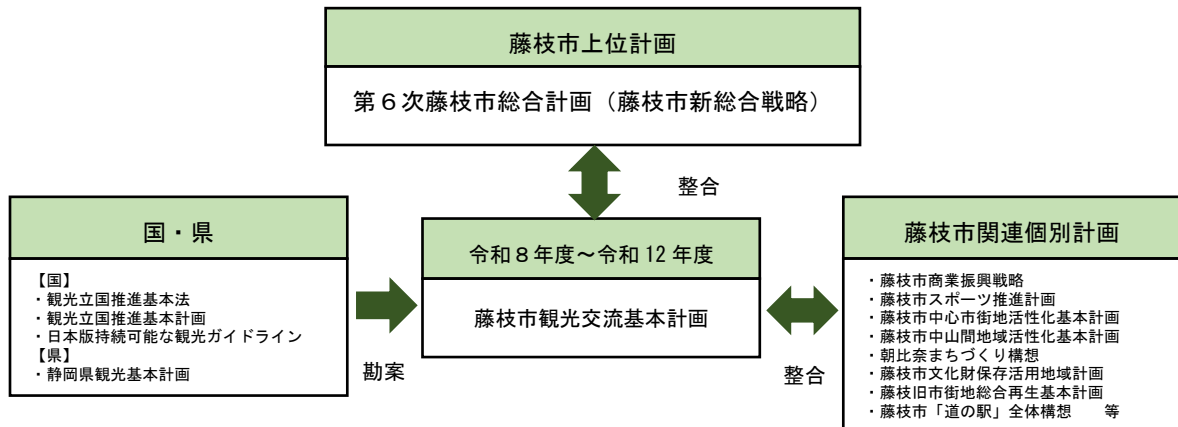 藤枝市上位計画
第６次藤枝市総合計画（藤枝市新総合戦略）
整合
国・県
【国】
・観光立国推進基本法
・観光立国推進基本計画
・日本版持続可能な観光ガイドライン
【県】
・静岡県観光基本計画
勘案
令和８年度～令和 12 年度
藤枝市観光交流基本計画
整合
藤枝市関連個別計画
・藤枝市商業振興戦略
・藤枝市スポーツ推進計画
・藤枝市中心市街地活性化基本計画
・藤枝市中山間地域活性化基本計画
・朝比奈まちづくり構想
・藤枝市文化財保存活用地域計画
・藤枝旧市街地総合再生基本計画
・藤枝市「道の駅」全体構想　　等